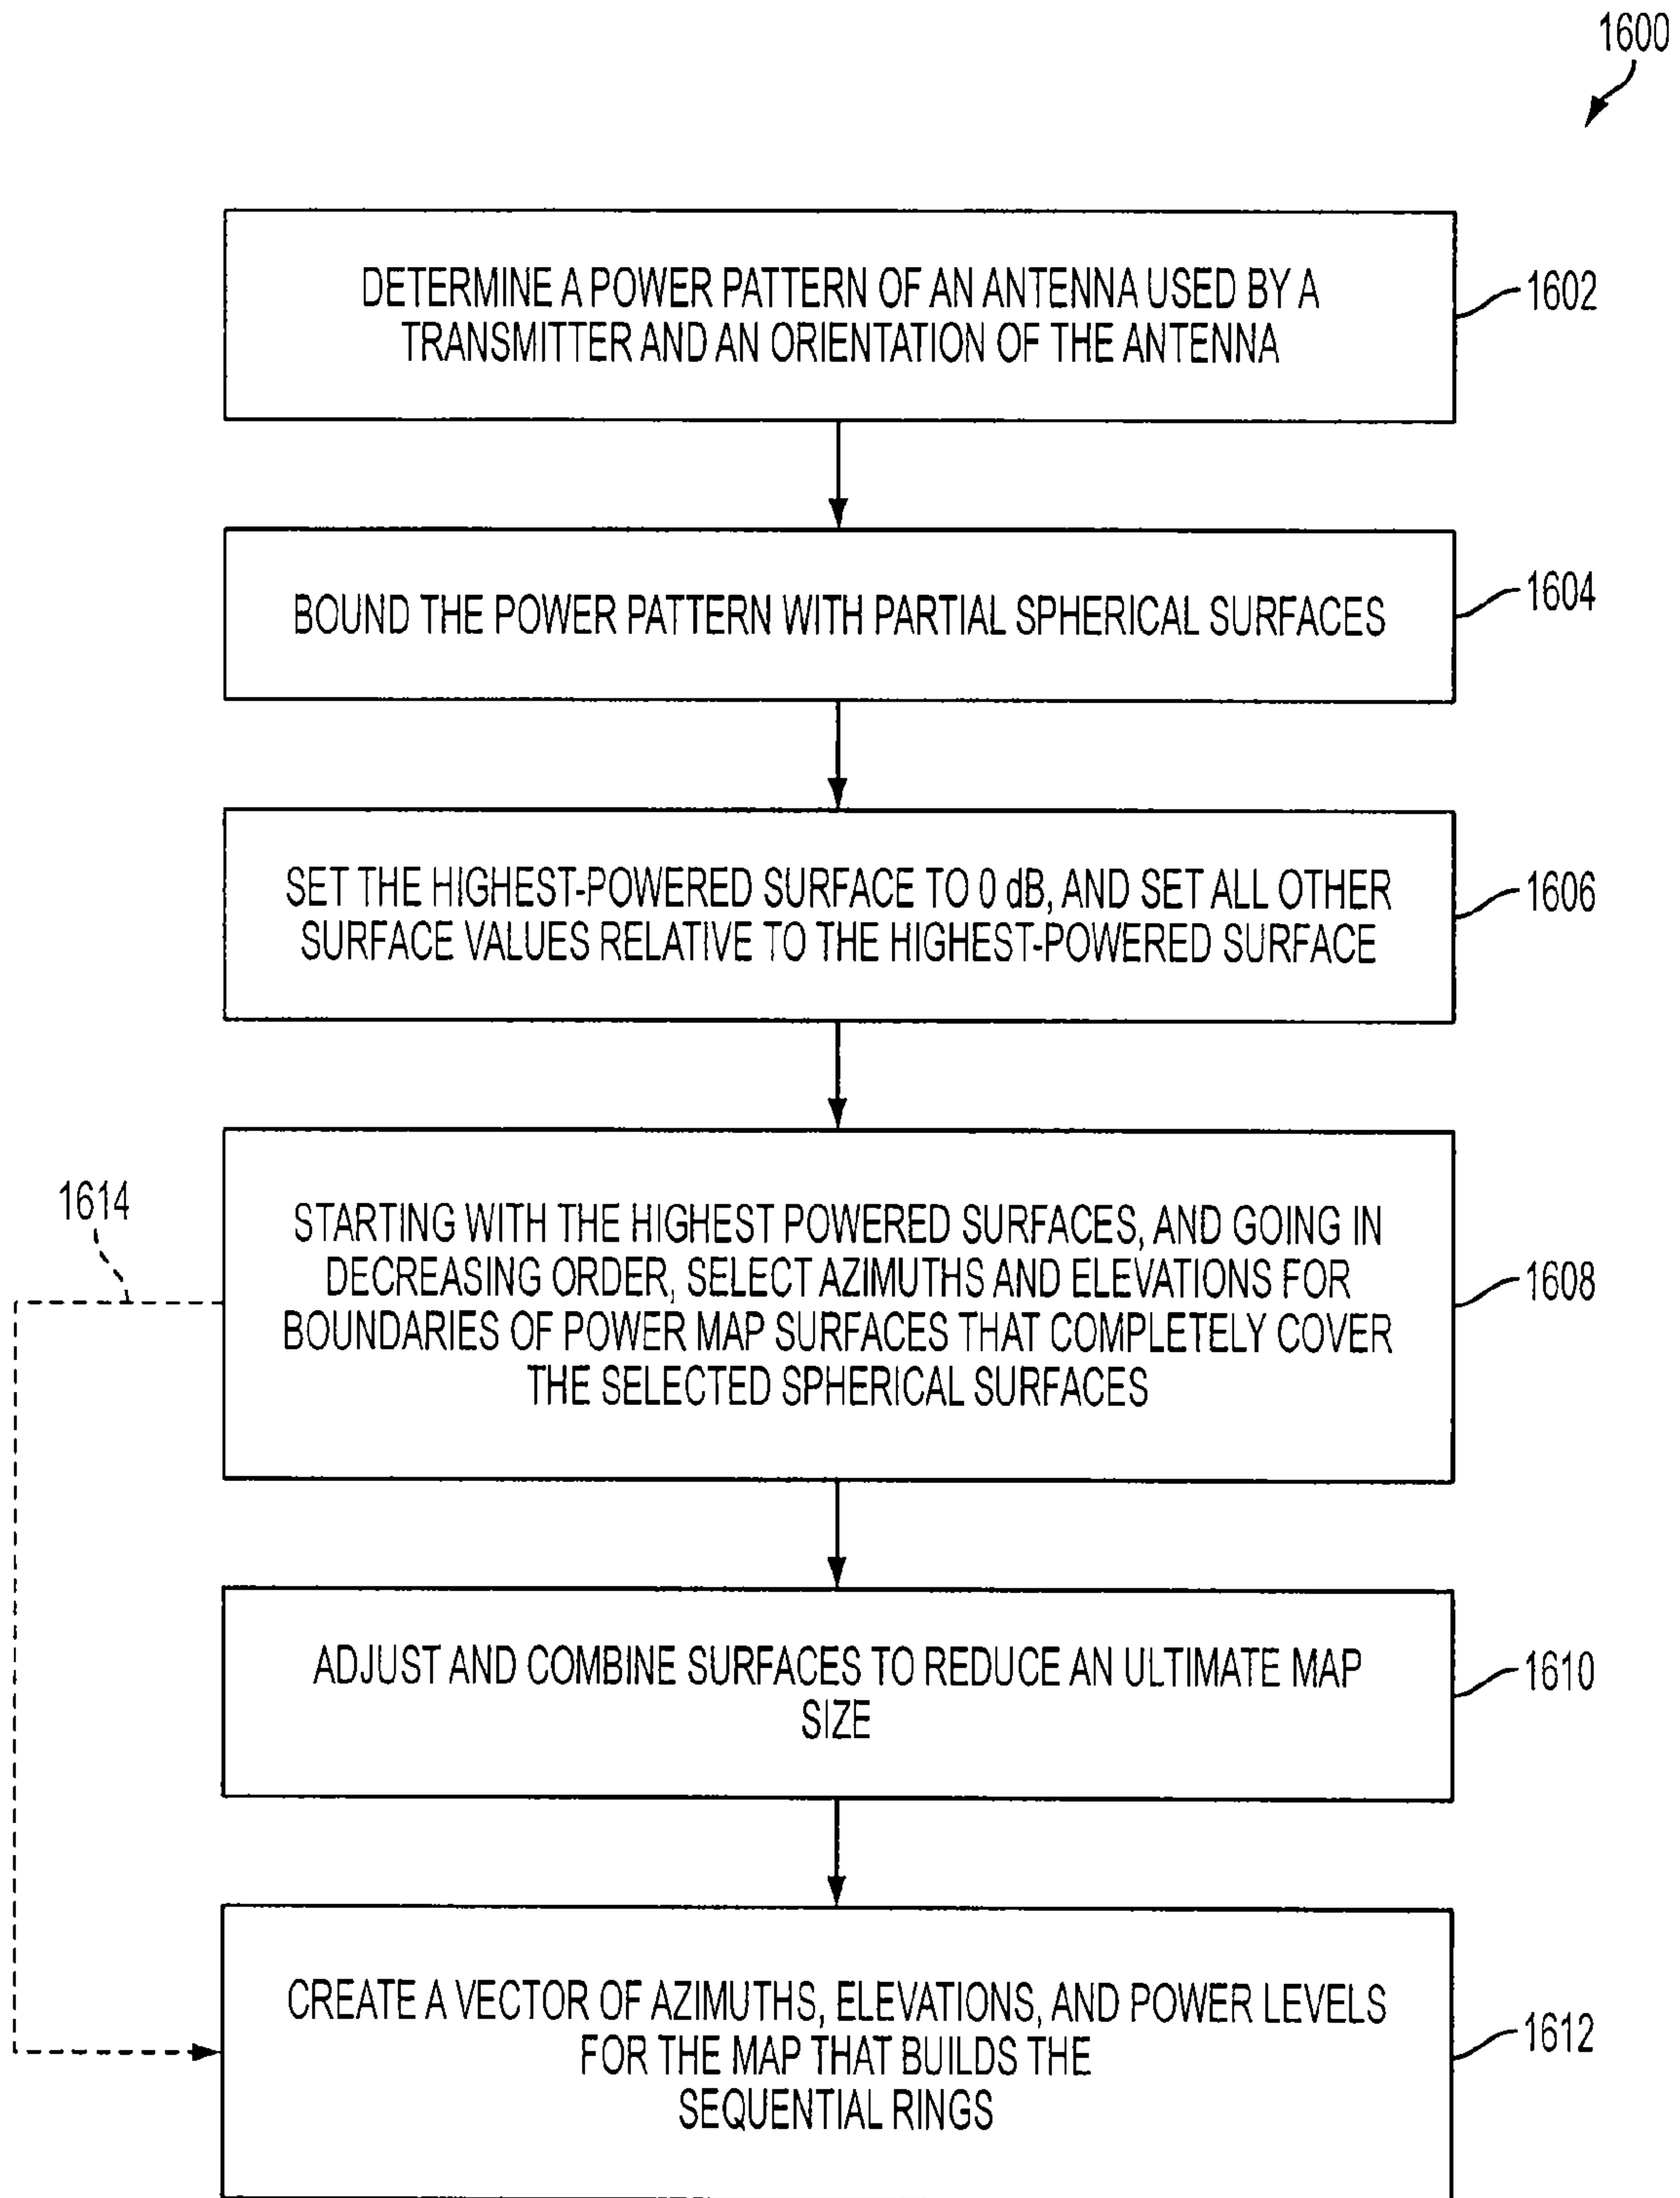 1600
DETERMINE A POWER PATTERN OF AN ANTENNA USED BY A
TRANSMITTER AND AN ORIENTATION OF THE ANTENNA
1602
BOUND THE POWER PATTERN WITH PARTIAL SPHERICAL SURFACES
1604
SET THE HIGHEST-POWERED SURFACE TO 0 dB, AND SET ALL OTHER
SURFACE VALUES RELATIVE TO THE HIGHEST-POWERED SURFACE
1606
1614
STARTING WITH THE HIGHEST POWERED SURFACES, AND GOING IN
DECREASING ORDER, SELECT AZIMUTHS AND ELEVATIONS FOR
BOUNDARIES OF POWER MAP SURFACES THAT COMPLETELY COVER
THE SELECTED SPHERICAL SURFACES
1608
ADJUST AND COMBINE SURFACES TO REDUCE AN ULTIMATE MAP
SIZE
1610
CREATE A VECTOR OF AZIMUTHS, ELEVATIONS, AND POWER LEVELS
FOR THE MAP THAT BUILDS THE
SEQUENTIAL RINGS
1612